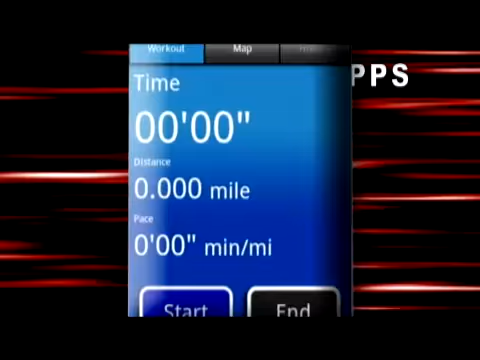 Workout Map
PPS
Time
00'00"
Distance
0.000 mile
Pace
0'00" min/mi
Start End